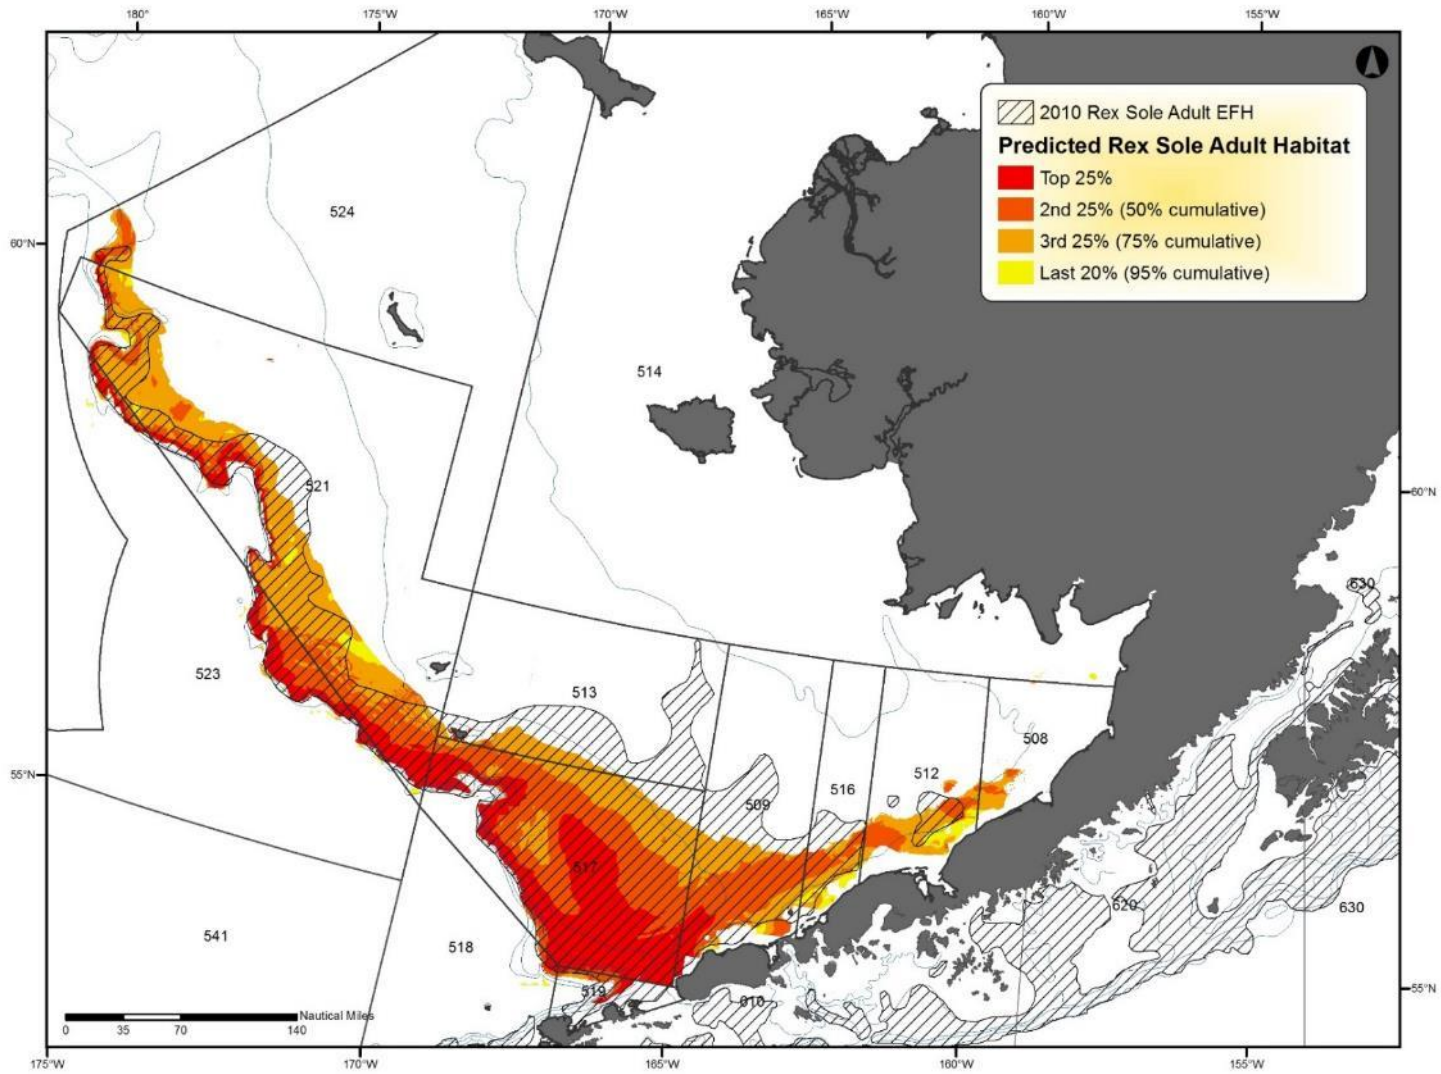 180° 175°W 170°W 165°W 160°W 155°W
2010 Rex Sole Adult EFH
Predicted Rex Sole Adult Habitat
Top 25%
2nd 25% (50% cumulative)
3rd 25% (75% cumulative)
Last 20% (95% cumulative)
524
60°N
514
521
60°N
630
523
513
508
55°N
512
516
509
517
620
630
541
518
519
610
55°N
Nautical Miles
0 35 70 140
175°W 170°W 165°W 160°W 155°W